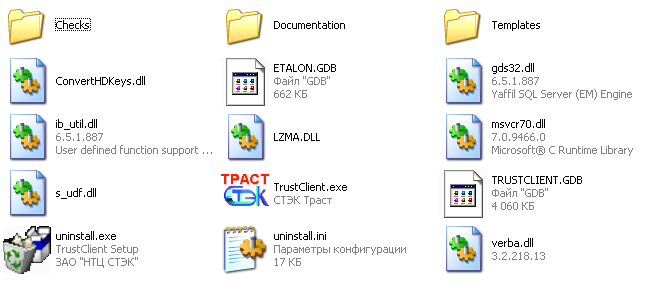 Checks
Documentation
Templates
ConvertHDKeys.dll
ETALON.GDB
Файл "GDB"
662 КБ
gds32.dll
6.5.1.887
Yaffil SQL Server (EM) Engine
ib_util.dll
6.5.1.887
User defined function support ...
LZMA.DLL
msvcr70.dll
7.0.9466.0
Microsoft® C Runtime Library
s_udf.dll
ТРАСТ
СТЭК
TrustClient.exe
СТЭК Траст
TRUSTCLIENT.GDB
Файл "GDB"
4 060 КБ
uninstall.exe
TrustClient Setup
ЗАО "НТЦ СТЭК"
uninstall.ini
Параметры конфигурации
17 КБ
verba.dll
3.2.218.13